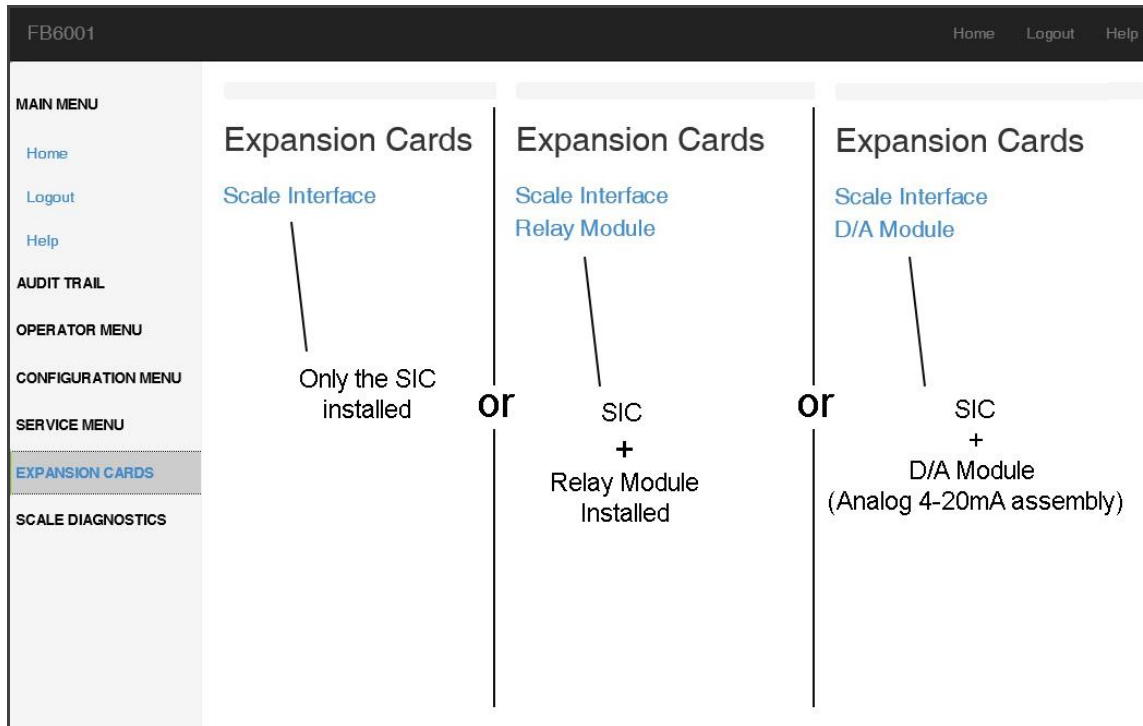 FB6001
Home Logout Help
MAIN MENU
Home
Logout
Help
AUDIT TRAIL
OPERATOR MENU
CONFIGURATION MENU
SERVICE MENU
EXPANSION CARDS
SCALE DIAGNOSTICS
Expansion Cards
Scale Interface
Only the SIC
installed
or
Expansion Cards
Scale Interface
Relay Module
SIC
+
Relay Module
Installed
or
Expansion Cards
Scale Interface
D/A Module
SIC
+
D/A Module
(Analog 4-20mA assembly)